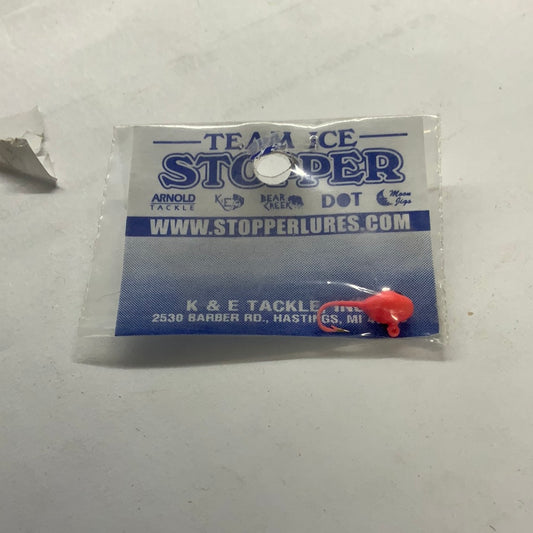 TEAM ICE
STOPPER
ARNOLD TACKLE K&E BEAR CREEK DOT Moon Jigs
WWW.STOPPERLURES.COM
K & E TACKLE, INC
2530 BARBER RD., HASTINGS, MI